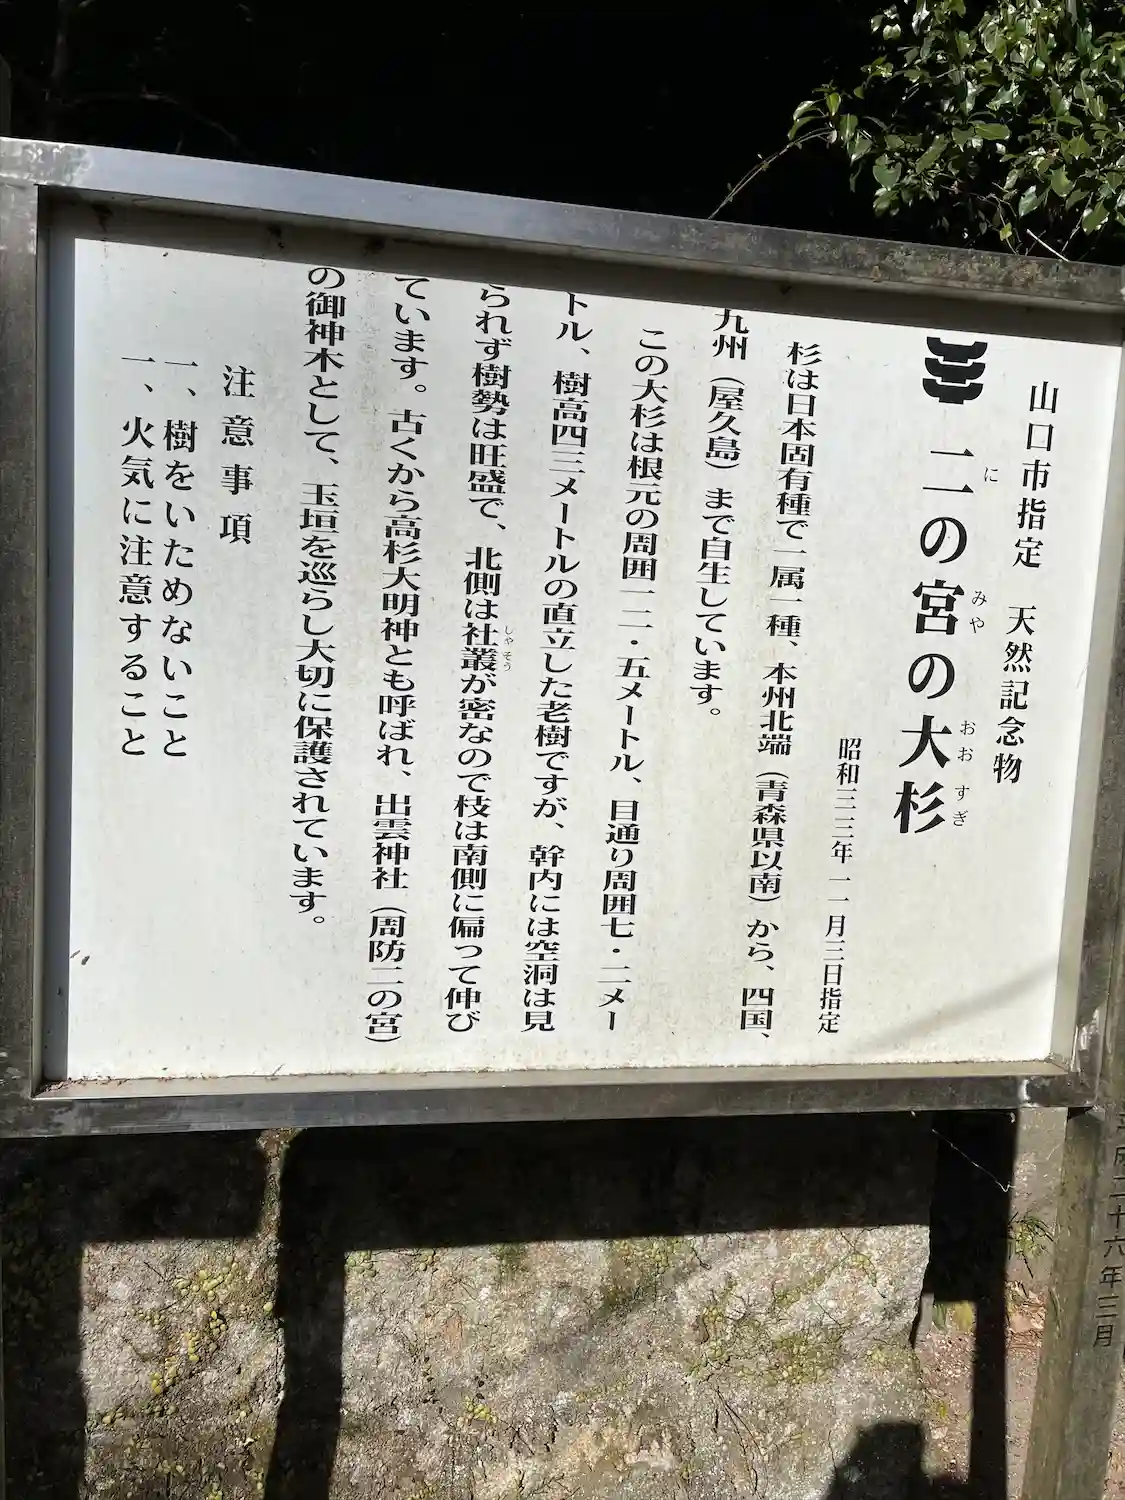 山口市指定　天然記念物
二の宮の大杉
に　みや　おお　すぎ
昭和三三年一一月三日指定
杉は日本固有種で一属一種、本州北端（青森県以南）から、四国、
九州（屋久島）まで自生しています。
この大杉は根元の周囲一二・五メートル、目通り周囲七・二メー
トル、樹高四三メートルの直立した老樹ですが、幹内には空洞は見
られず樹勢は旺盛で、北側は社叢が密なので枝は南側に偏って伸び
しゃそう
ています。古くから高杉大明神とも呼ばれ、出雲神社（周防二の宮）
の御神木として、玉垣を巡らし大切に保護されています。
注意事項
一、樹をいためないこと
一、火気に注意すること
平成二十六年三月